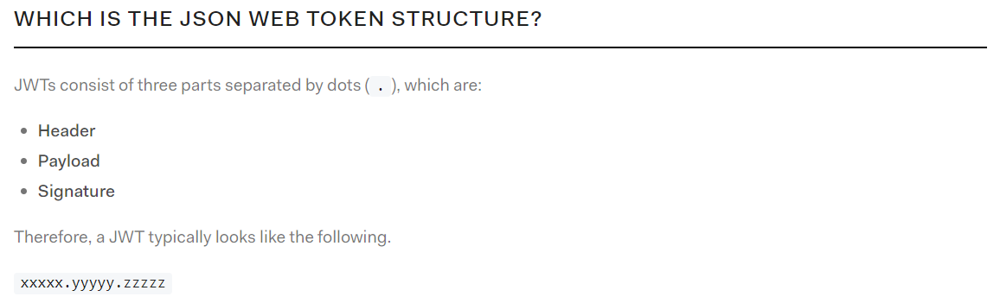 WHICH IS THE JSON WEB TOKEN STRUCTURE?
JWTs consist of three parts separated by dots ( . ), which are:
• Header
• Payload
• Signature
Therefore, a JWT typically looks like the following.
xxxxx.yyyyy.zzzzz